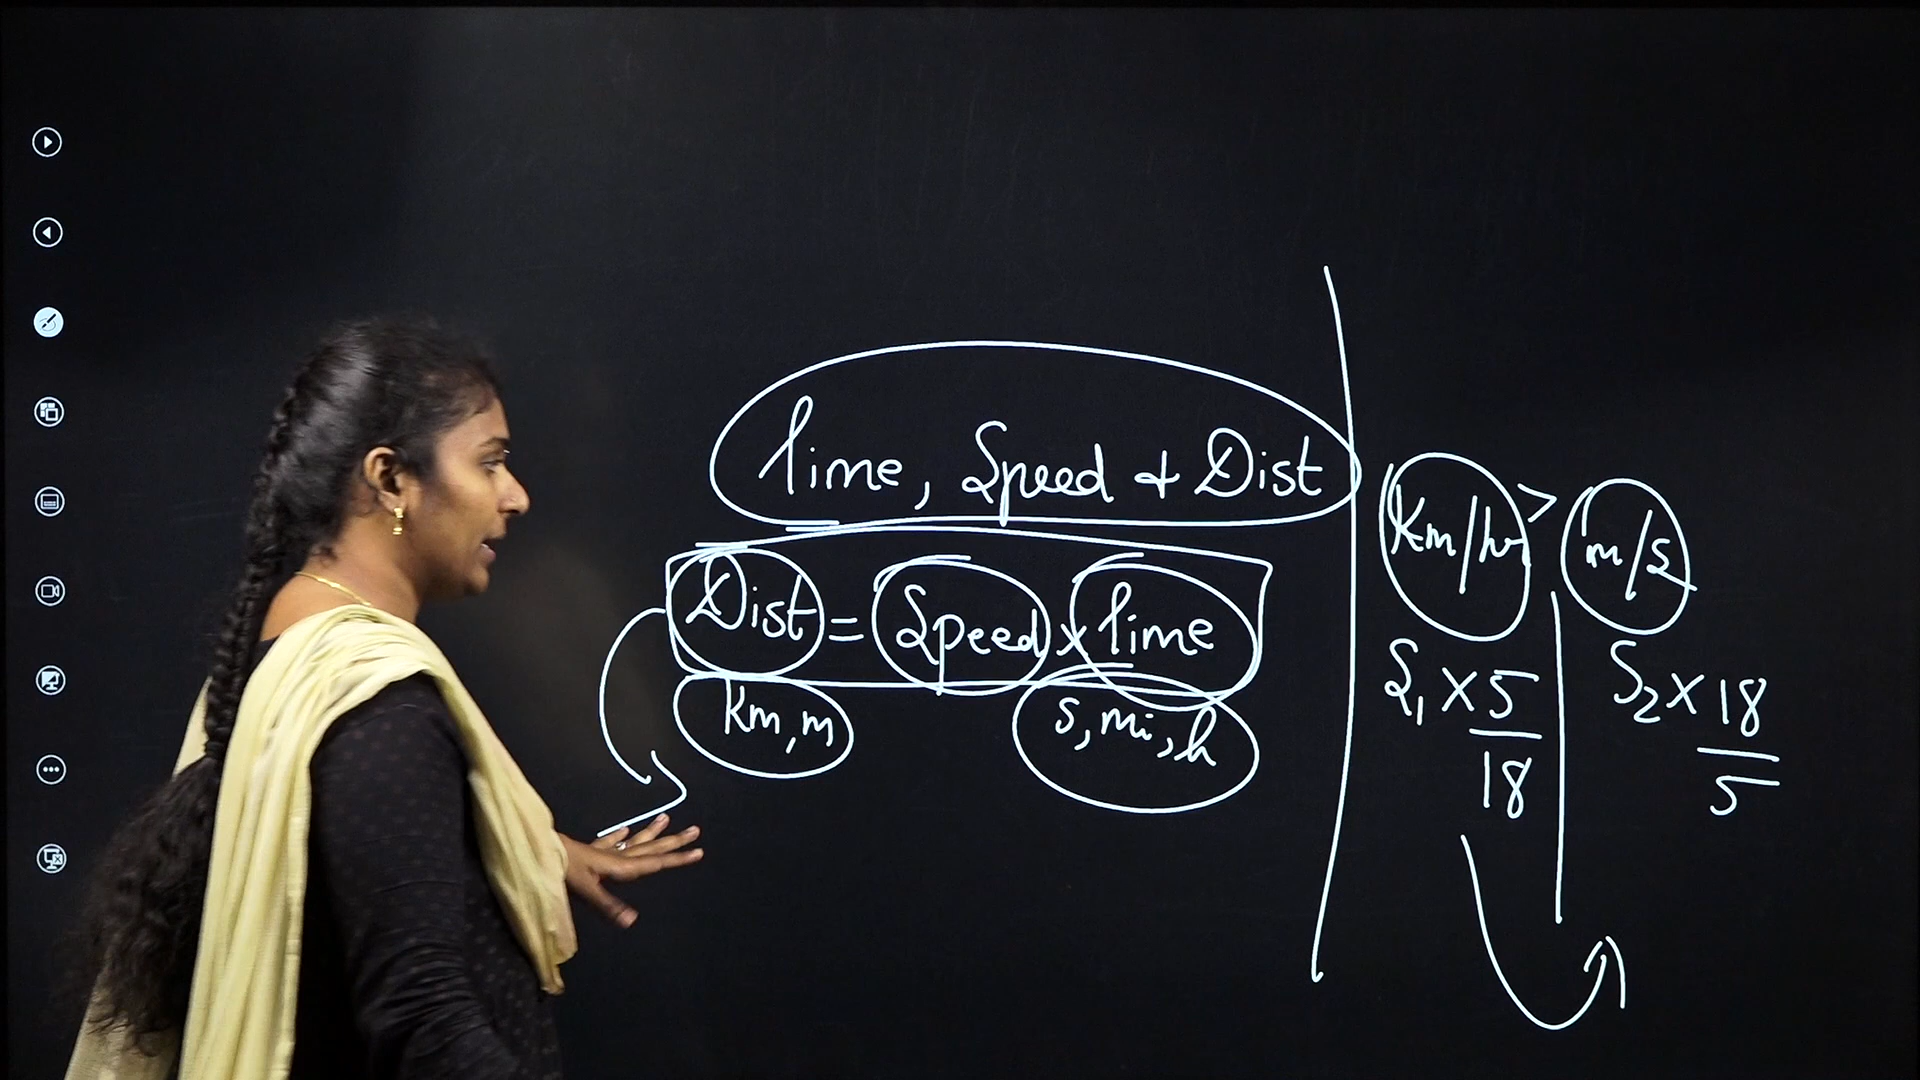 Time, Speed & Dist
Dist = Speed × Time
Km, m
s, mi, h
Km/hr > m/s
S1 × 5/18
S2 × 18/5